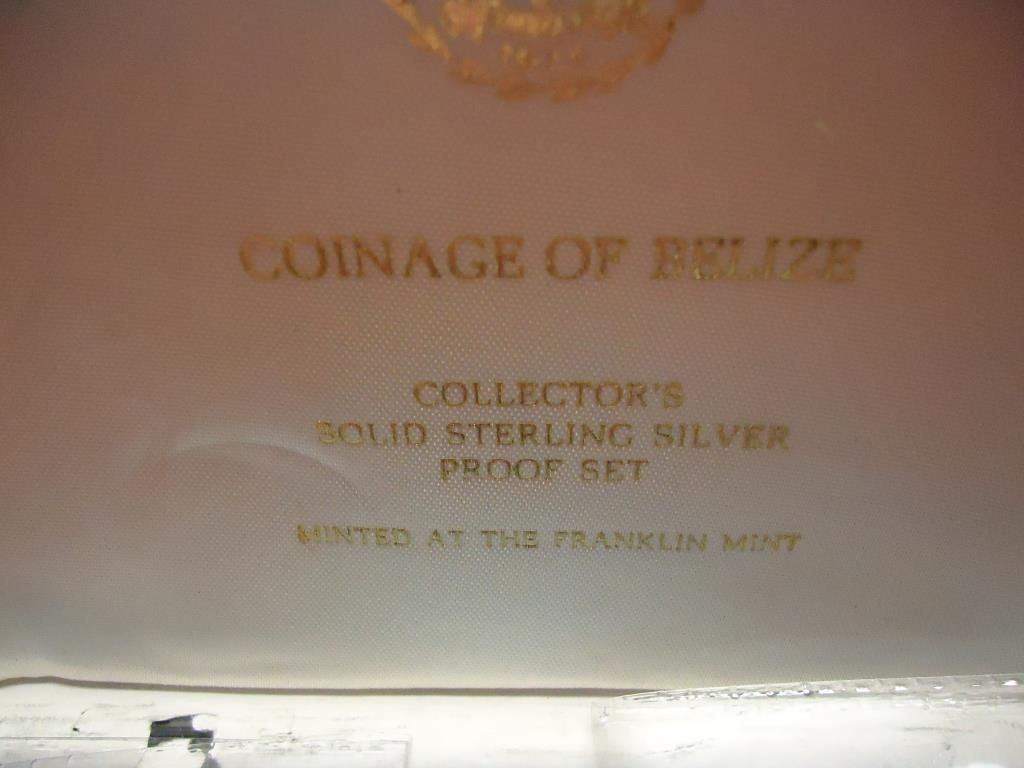 COINAGE OF BELIZE
COLLECTOR'S
SOLID STERLING SILVER
PROOF SET
MINTED AT THE FRANKLIN MINT